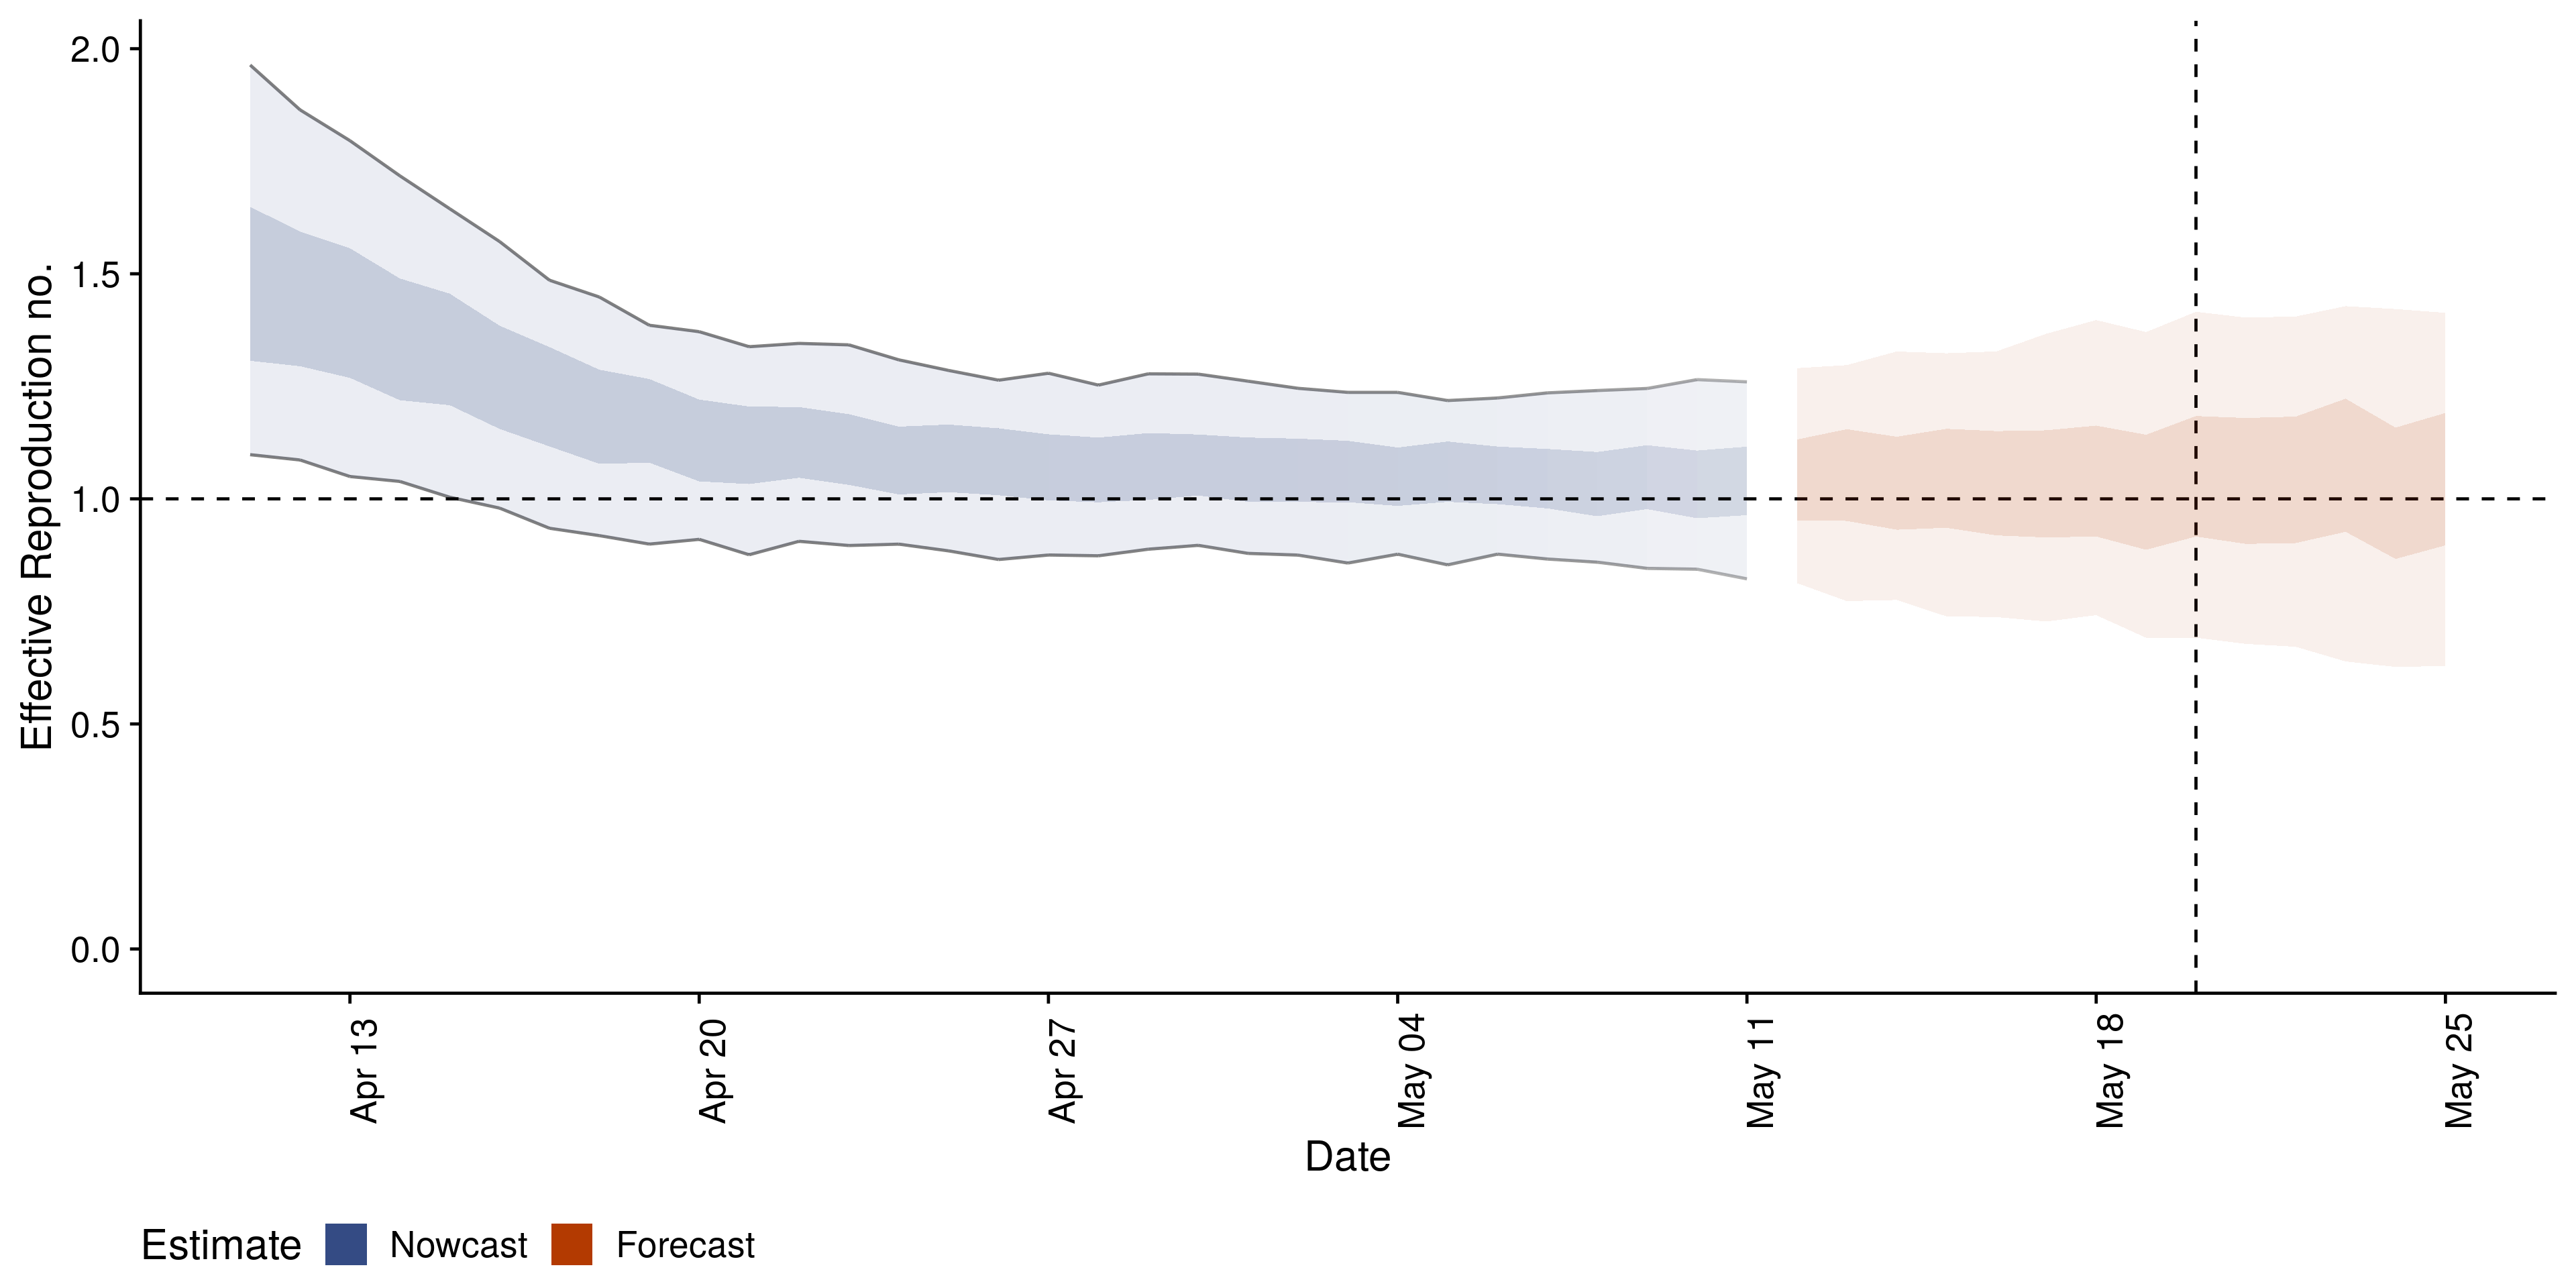 Effective Reproduction no.
2.0
1.5
1.0
0.5
0.0
Apr 13
Apr 20
Apr 27
May 04
May 11
May 18
May 25
Date
Estimate Nowcast Forecast